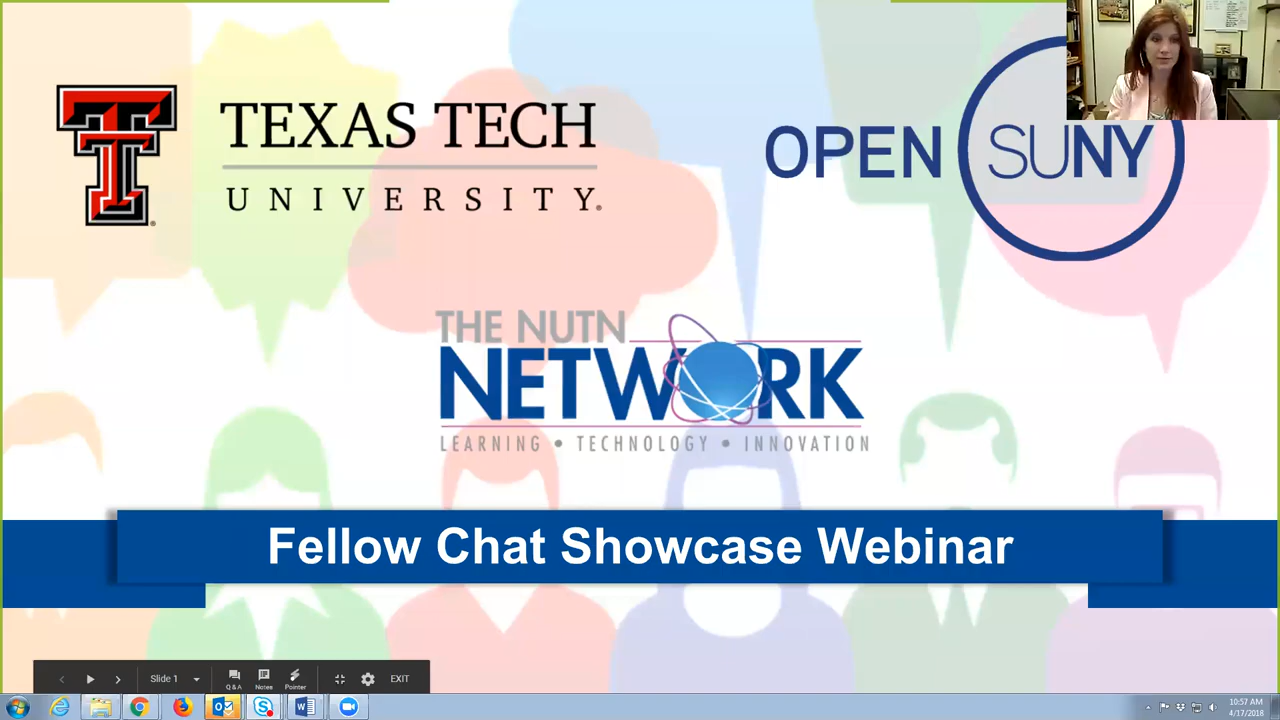 TEXAS TECH
UNIVERSITY.
OPEN SUNY
THE NUTN
NETWORK
LEARNING • TECHNOLOGY • INNOVATION
Fellow Chat Showcase Webinar
Slide 1
Q&A
Notes
Pointer
EXIT
10:57 AM
4/17/2018